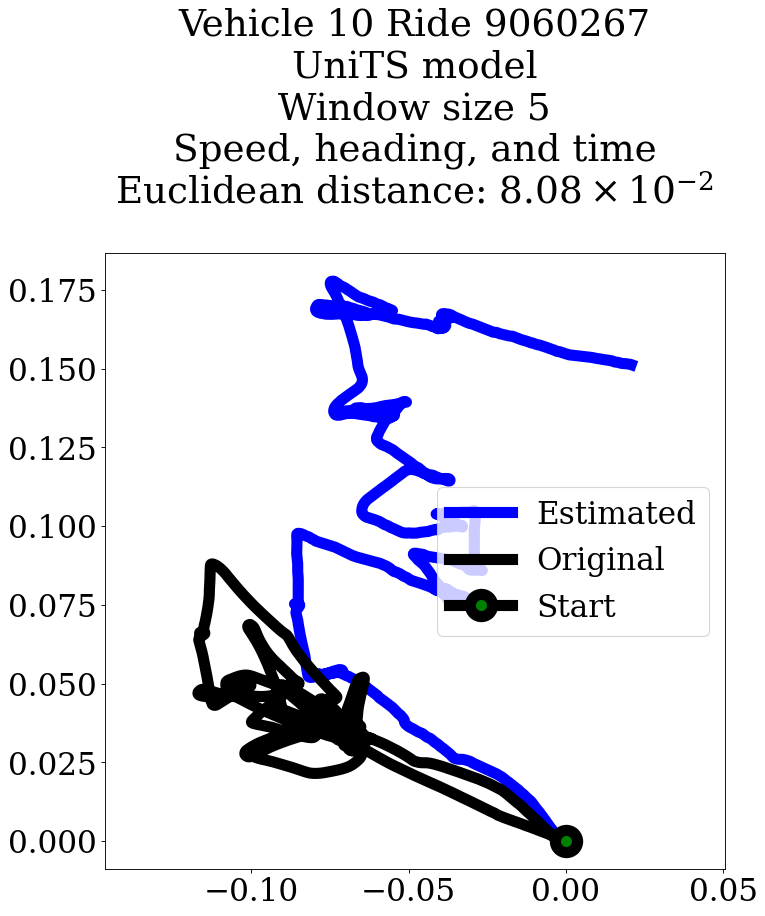 Vehicle 10 Ride 9060267
UniTS model
Window size 5
Speed, heading, and time
Euclidean distance: 8.08 × 10⁻²
0.175
0.150
0.125
0.100
0.075
0.050
0.025
0.000
Estimated
Original
Start
−0.10 −0.05 0.00 0.05